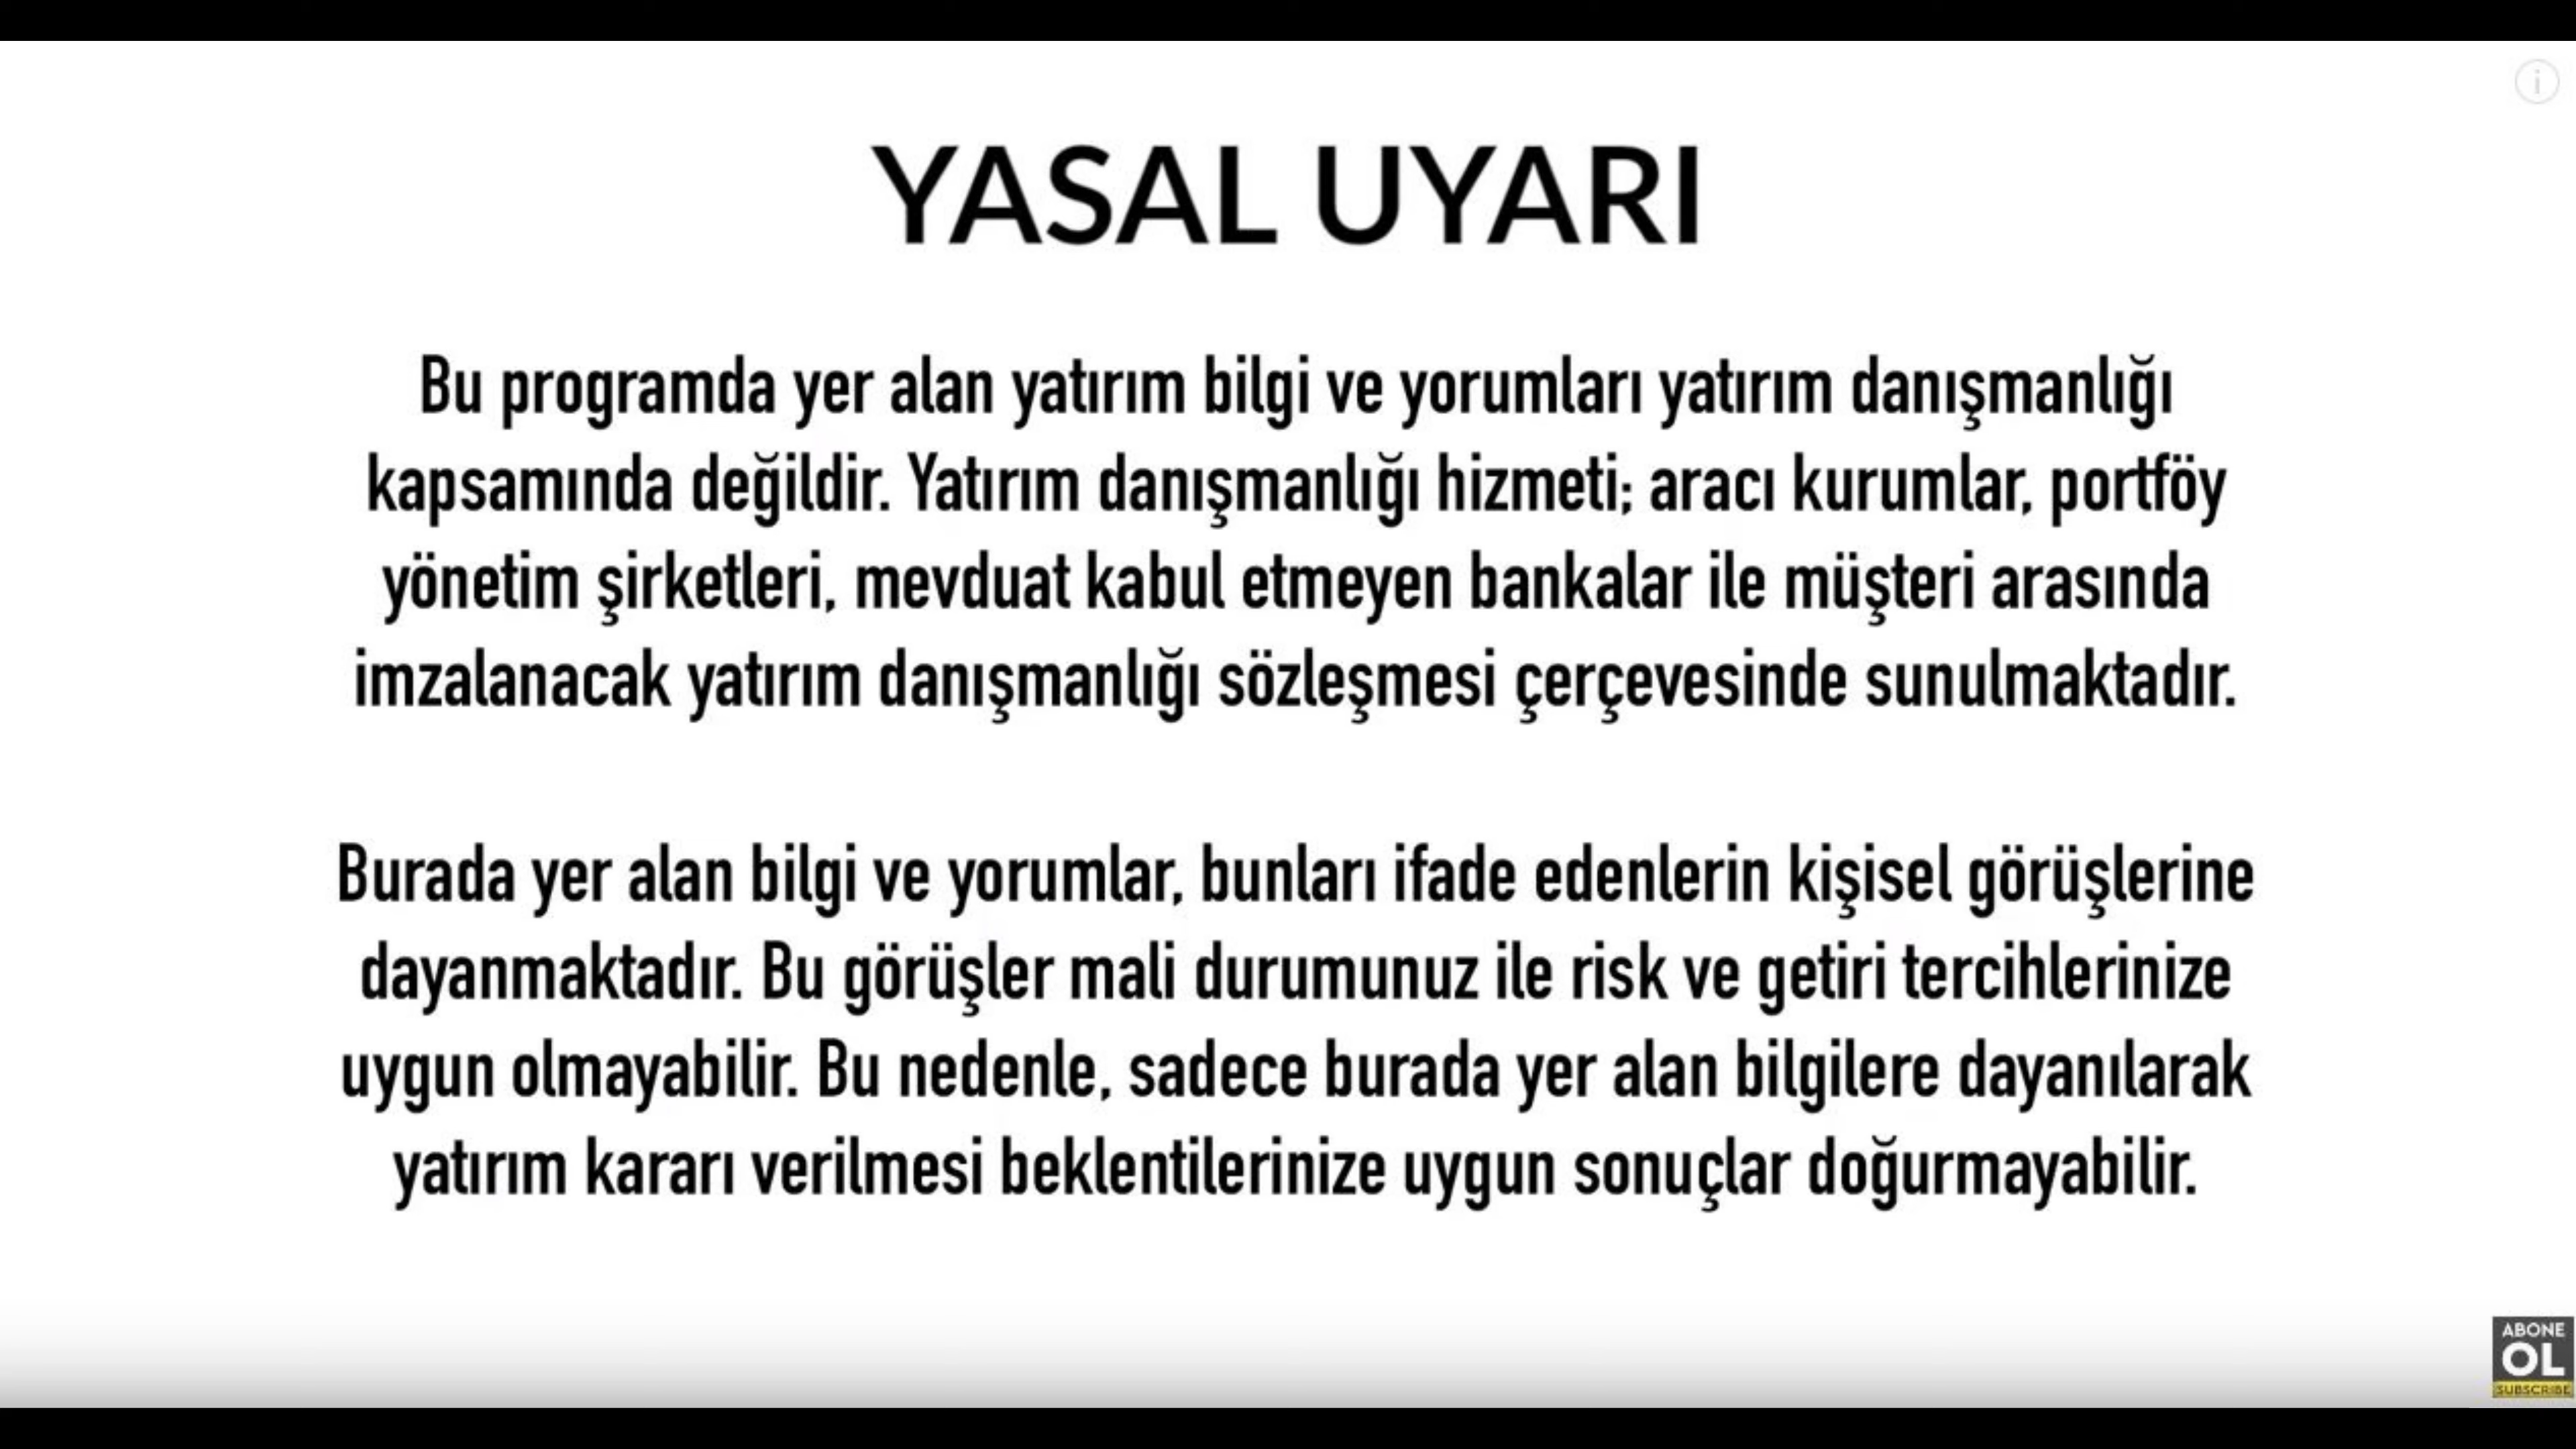 YASAL UYARI
Bu programda yer alan yatırım bilgi ve yorumları yatırım danışmanlığı
kapsamında değildir. Yatırım danışmanlığı hizmeti; aracı kurumlar, portföy
yönetim şirketleri, mevduat kabul etmeyen bankalar ile müşteri arasında
imzalanacak yatırım danışmanlığı sözleşmesi çerçevesinde sunulmaktadır.
Burada yer alan bilgi ve yorumlar, bunları ifade edenlerin kişisel görüşlerine
dayanmaktadır. Bu görüşler mali durumunuz ile risk ve getiri tercihlerinize
uygun olmayabilir. Bu nedenle, sadece burada yer alan bilgilere dayanılarak
yatırım kararı verilmesi beklentilerinize uygun sonuçlar doğurmayabilir.
ABONE
OL
SUBSCRIBE